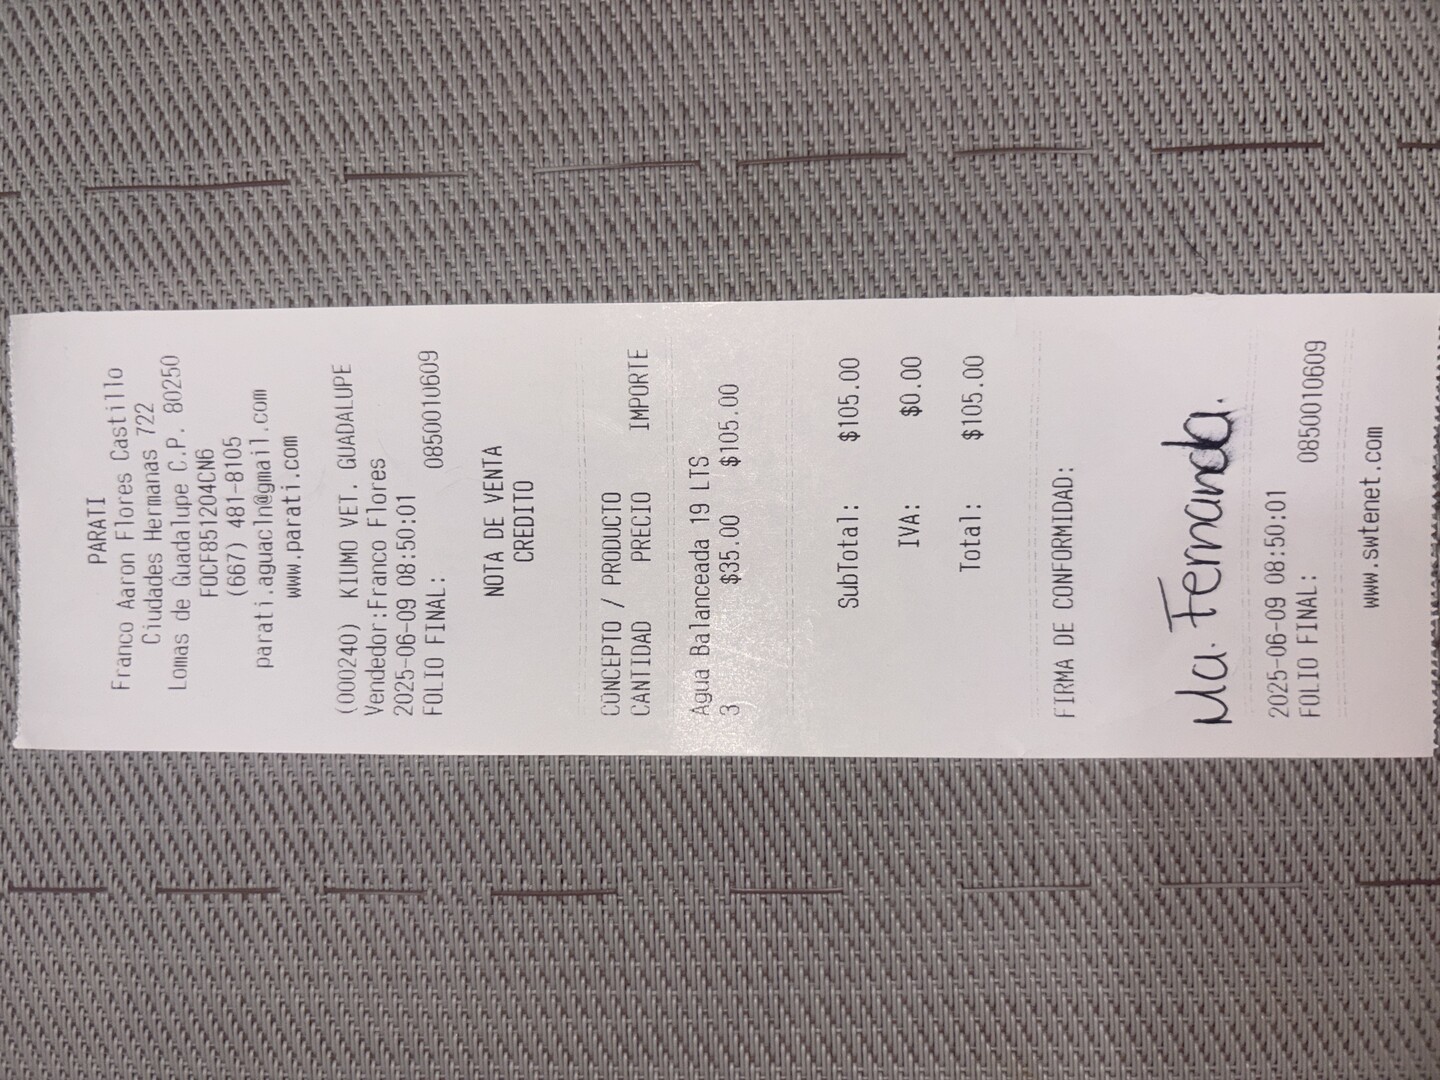 PARATI
Franco Aaron Flores Castillo
Ciudades Hermanas 722
Lomas de Guadalupe C.P. 80250
FOCF851204CN6
(667) 481-8105
parati.aguacln@gmail.com
www.parati.com
(000240) KIUMO VET. GUADALUPE
Vendedor:Franco Flores
2025-06-09 08:50:01
FOLIO FINAL: 0850010609
NOTA DE VENTA
CREDITO
CONCEPTO / PRODUCTO
CANTIDAD PRECIO IMPORTE
Agua Balanceada 19 LTS
3 $35.00 $105.00
SubTotal: $105.00
IVA: $0.00
Total: $105.00
FIRMA DE CONFORMIDAD:
Ma. Fernanda.
2025-06-09 08:50:01
FOLIO FINAL: 0850010609
www.swtenet.com